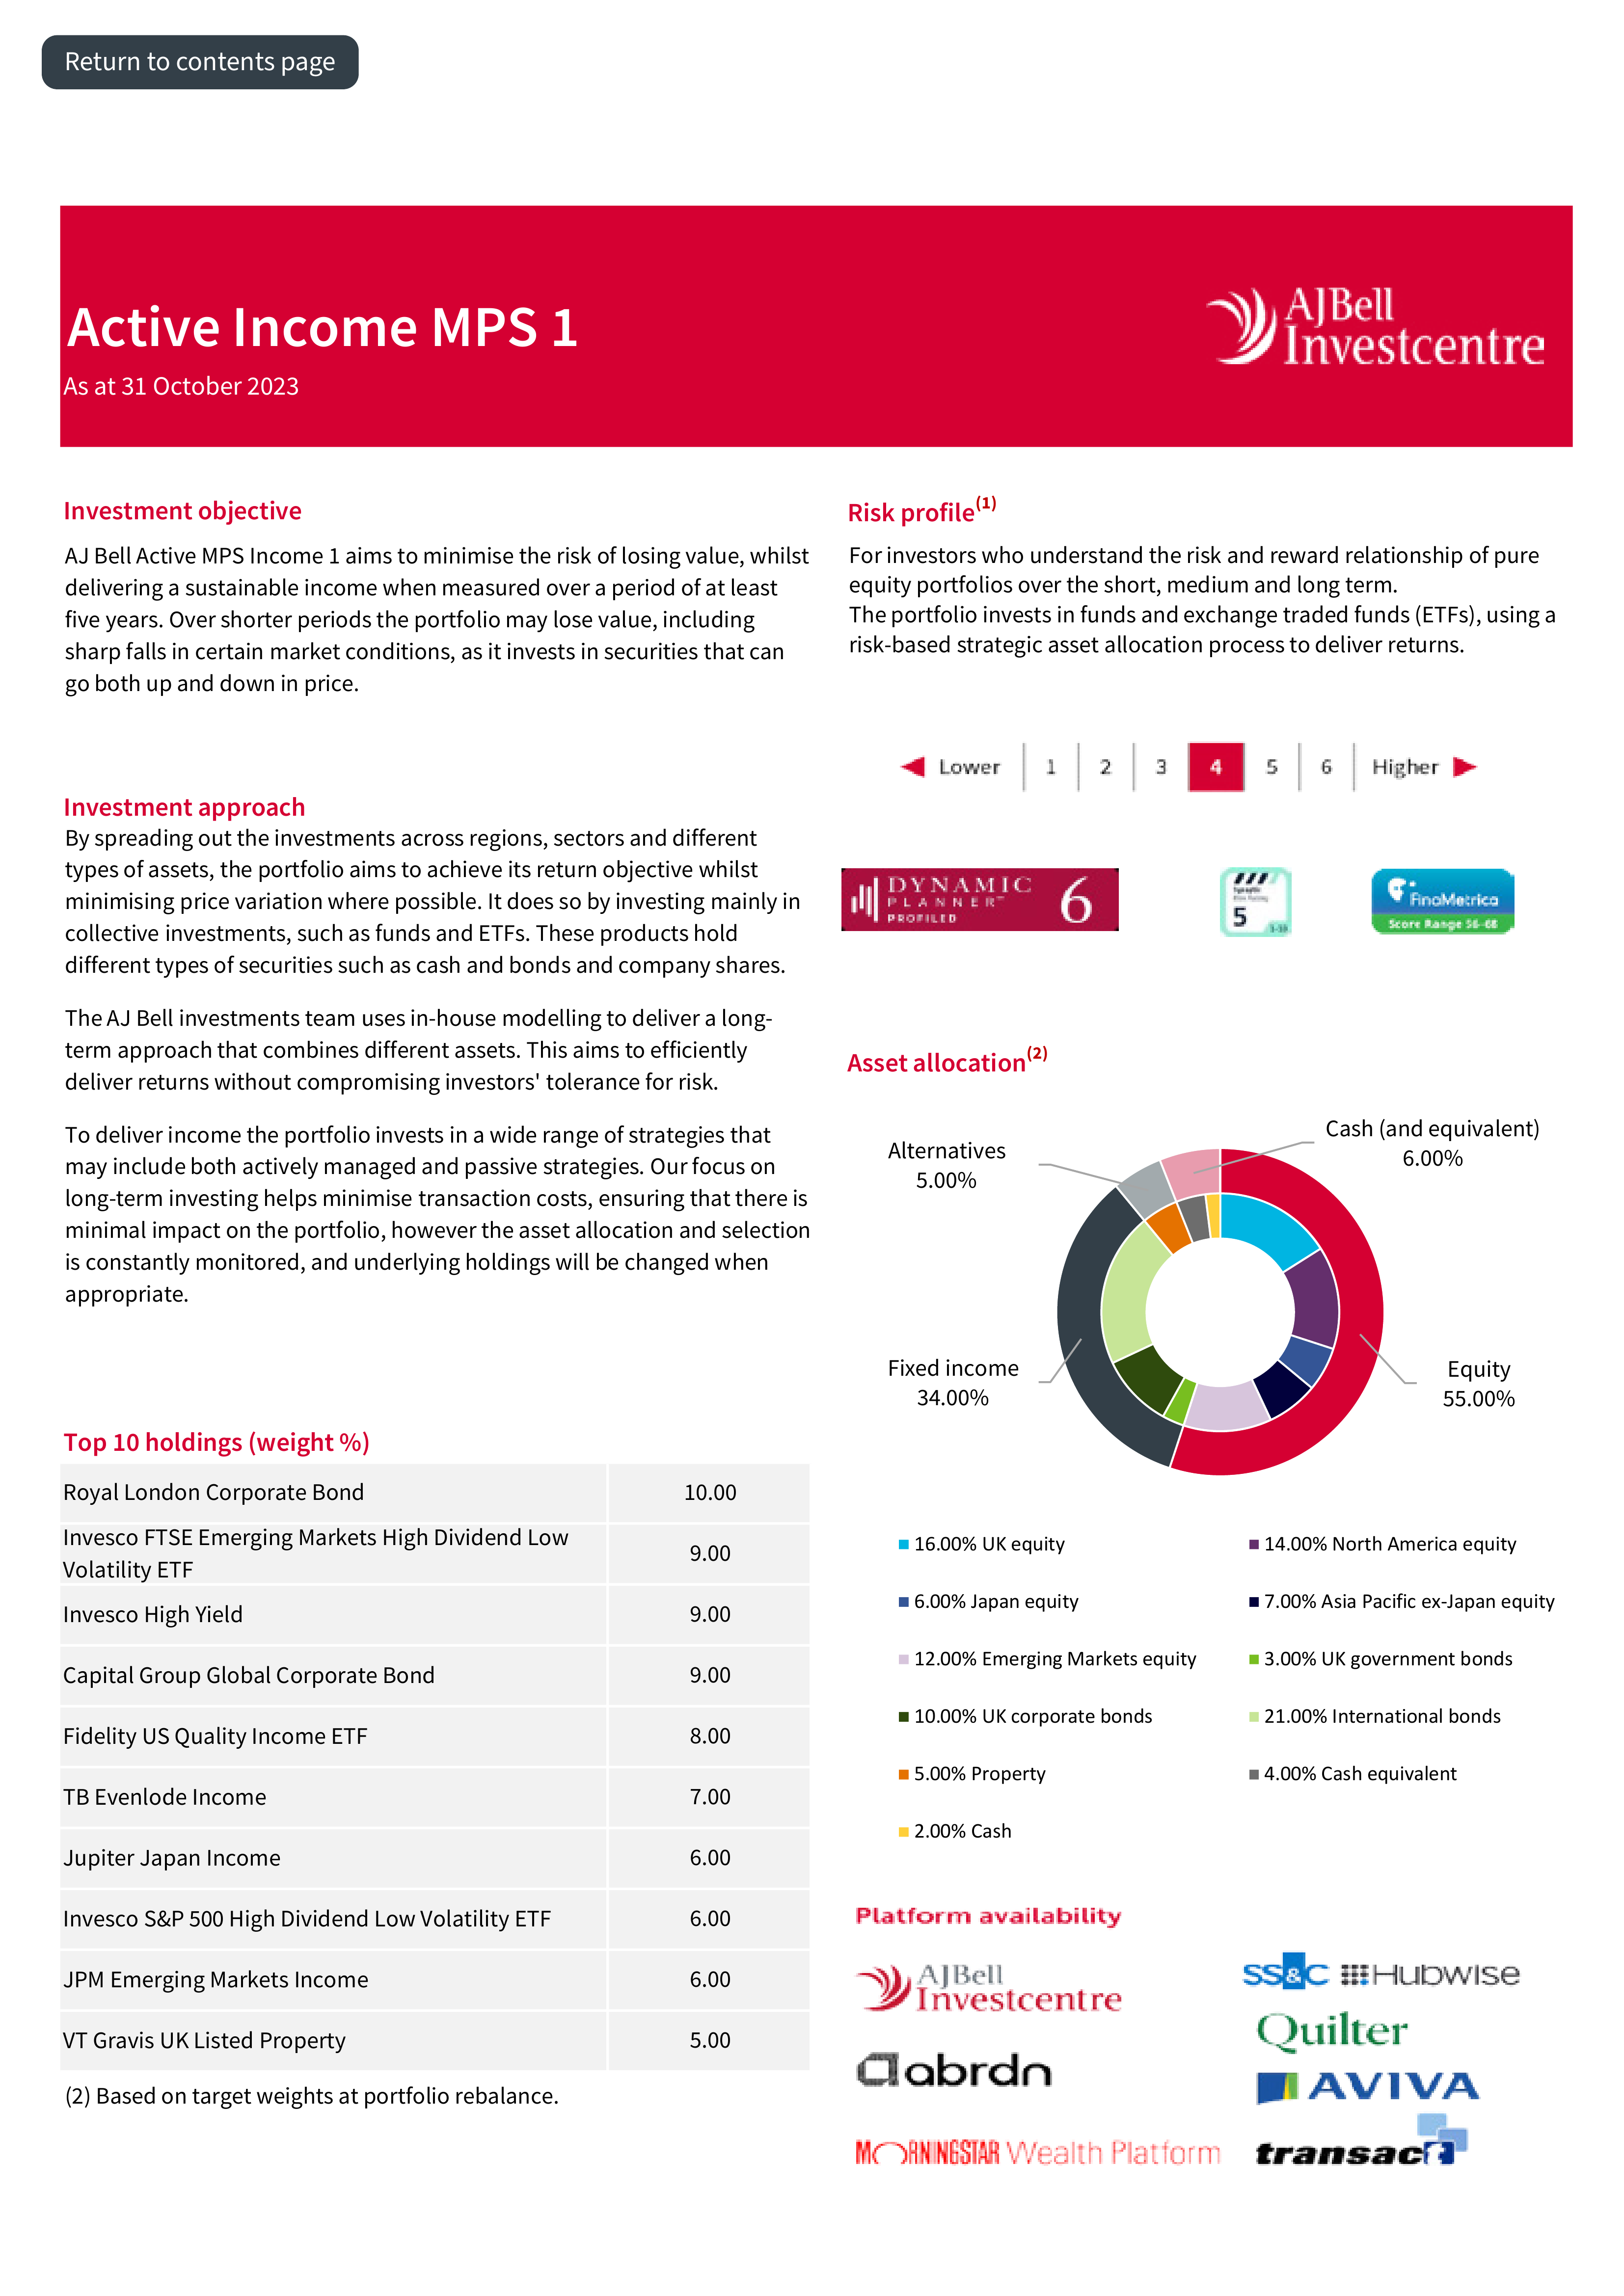 Return to contents page
Active Income MPS 1
As at 31 October 2023
AJBell
Investcentre
Investment objective
AJ Bell Active MPS Income 1 aims to minimise the risk of losing value, whilst
delivering a sustainable income when measured over a period of at least
five years. Over shorter periods the portfolio may lose value, including
sharp falls in certain market conditions, as it invests in securities that can
go both up and down in price.
Investment approach
By spreading out the investments across regions, sectors and different
types of assets, the portfolio aims to achieve its return objective whilst
minimising price variation where possible. It does so by investing mainly in
collective investments, such as funds and ETFs. These products hold
different types of securities such as cash and bonds and company shares.
The AJ Bell investments team uses in-house modelling to deliver a long-
term approach that combines different assets. This aims to efficiently
deliver returns without compromising investors' tolerance for risk.
To deliver income the portfolio invests in a wide range of strategies that
may include both actively managed and passive strategies. Our focus on
long-term investing helps minimise transaction costs, ensuring that there is
minimal impact on the portfolio, however the asset allocation and selection
is constantly monitored, and underlying holdings will be changed when
appropriate.
Top 10 holdings (weight %)
Royal London Corporate Bond 10.00
Invesco FTSE Emerging Markets High Dividend Low
Volatility ETF 9.00
Invesco High Yield 9.00
Capital Group Global Corporate Bond 9.00
Fidelity US Quality Income ETF 8.00
TB Evenlode Income 7.00
Jupiter Japan Income 6.00
Invesco S&P 500 High Dividend Low Volatility ETF 6.00
JPM Emerging Markets Income 6.00
VT Gravis UK Listed Property 5.00
(2) Based on target weights at portfolio rebalance.
Risk profile(1)
For investors who understand the risk and reward relationship of pure
equity portfolios over the short, medium and long term.
The portfolio invests in funds and exchange traded funds (ETFs), using a
risk-based strategic asset allocation process to deliver returns.
Lower 1 2 3 4 5 6 Higher
DYNAMIC
PLANNER
PROFILED
6
5
1-10
FinaMetrica
Score Range 56-68
Asset allocation(2)
Cash (and equivalent)
6.00%
Alternatives
5.00%
Fixed income
34.00%
Equity
55.00%
16.00% UK equity 14.00% North America equity
6.00% Japan equity 7.00% Asia Pacific ex-Japan equity
12.00% Emerging Markets equity 3.00% UK government bonds
10.00% UK corporate bonds 21.00% International bonds
5.00% Property 4.00% Cash equivalent
2.00% Cash
Platform availability
AJBell
Investcentre
SS&C Hubwise
Quilter
abrdn
AVIVA
MORNINGSTAR Wealth Platform
transact